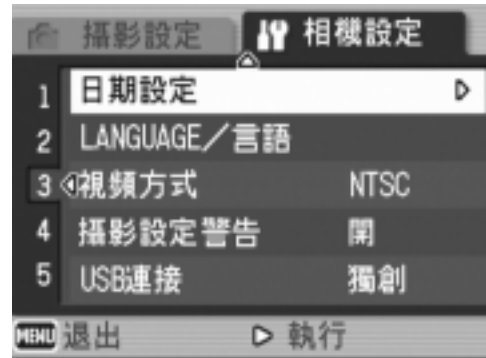 攝影設定 相機設定
1 日期設定
2 LANGUAGE／言語
3 視頻方式 NTSC
4 攝影設定警告 開
5 USB連接 獨創
MENU 退出 執行